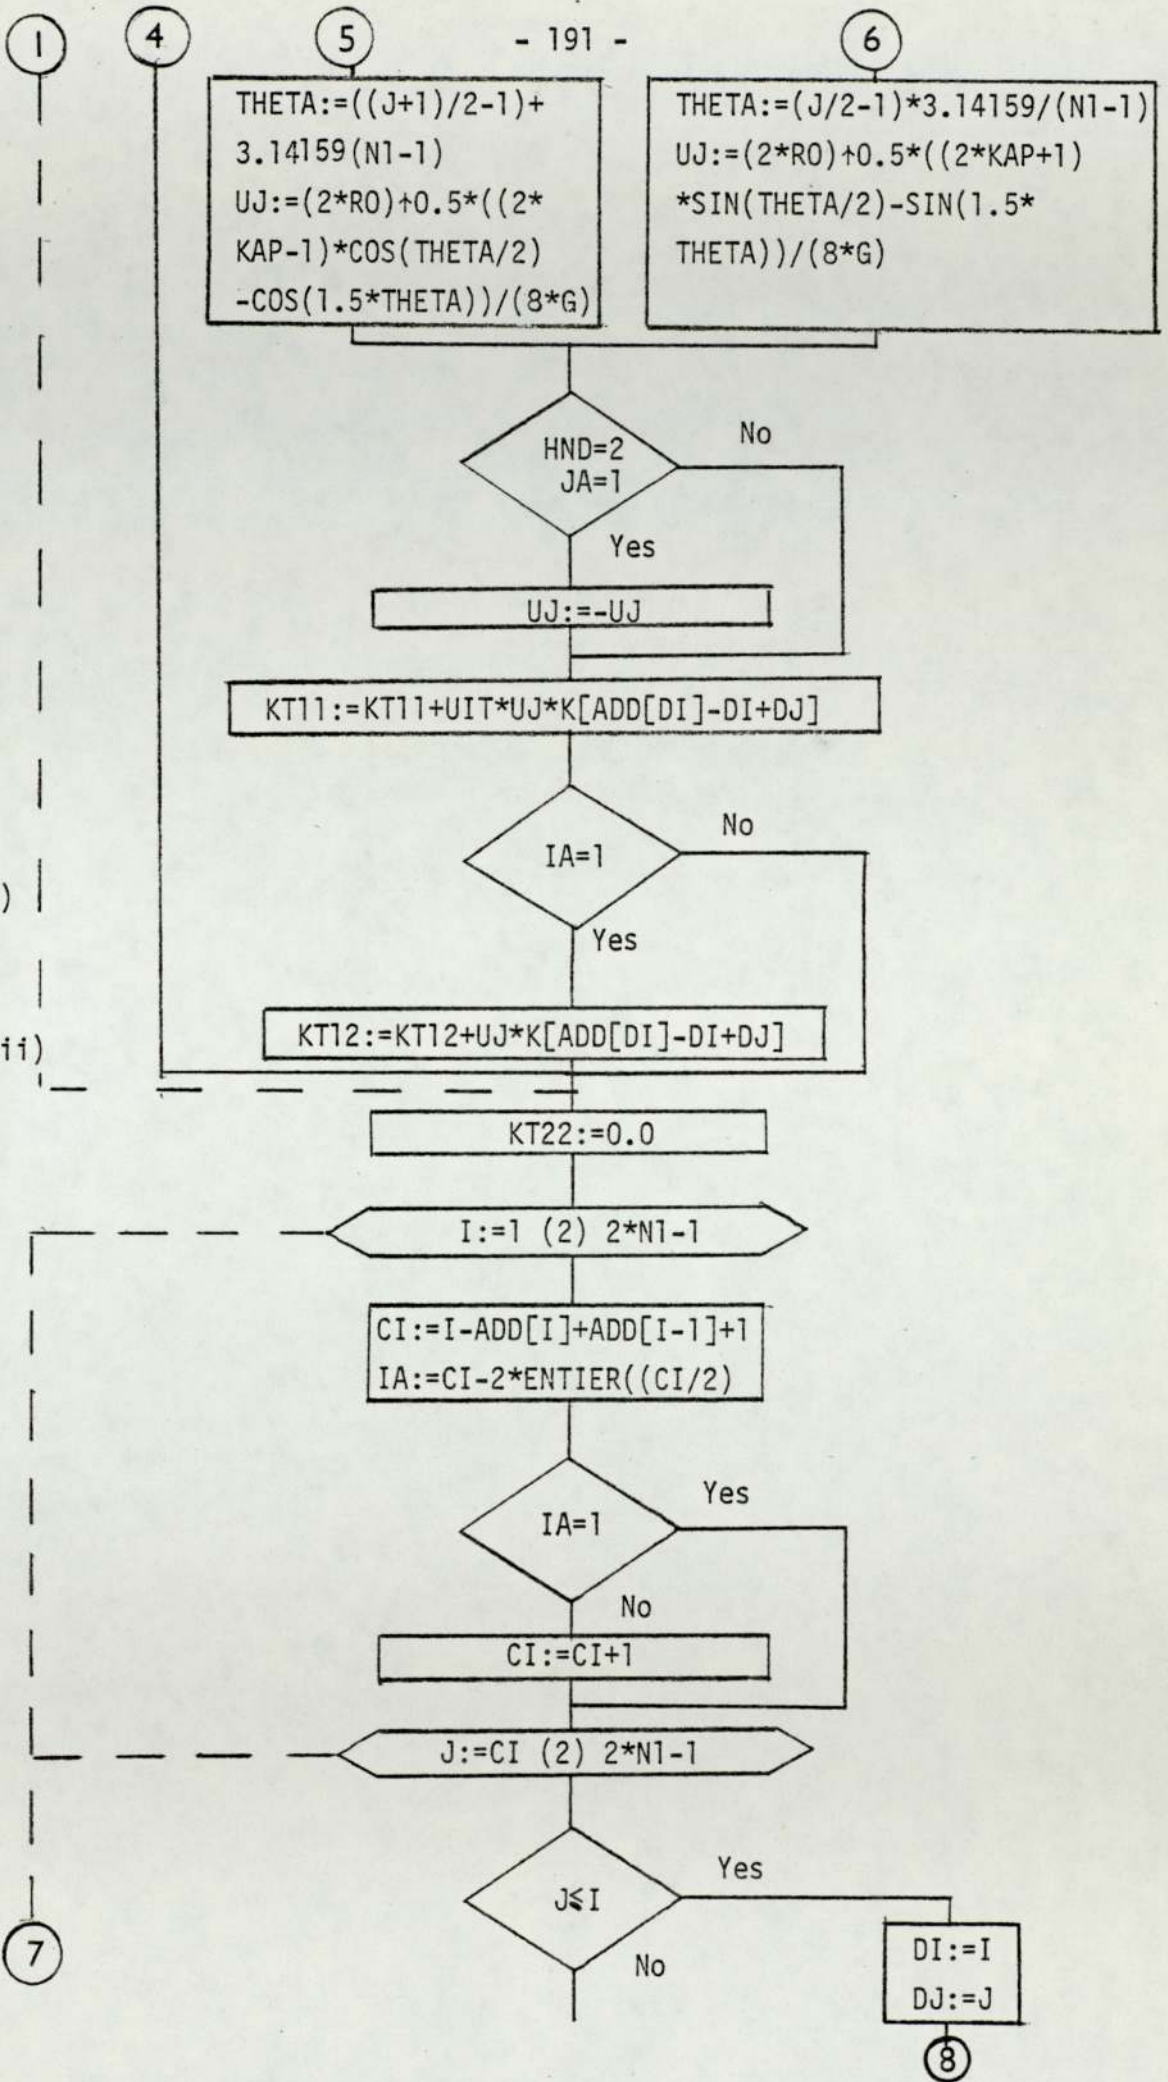 1
4
5
- 191 -
6
THETA:=((J+1)/2-1)+
3.14159(N1-1)
UJ:=(2*RO)↑0.5*((2*
KAP-1)*COS(THETA/2)
-COS(1.5*THETA))/(8*G)
THETA:=(J/2-1)*3.14159/(N1-1)
UJ:=(2*RO)↑0.5*((2*KAP+1)
*SIN(THETA/2)-SIN(1.5*
THETA))/(8*G)
HND=2
JA=1
No
Yes
UJ:=-UJ
KT11:=KT11+UIT*UJ*K[ADD[DI]-DI+DJ]
IA=1
No
)
Yes
KT12:=KT12+UJ*K[ADD[DI]-DI+DJ]
ii)
KT22:=0.0
I:=1 (2) 2*N1-1
CI:=I-ADD[I]+ADD[I-1]+1
IA:=CI-2*ENTIER((CI/2)
IA=1
Yes
No
CI:=CI+1
J:=CI (2) 2*N1-1
J≤I
Yes
No
7
DI:=I
DJ:=J
8